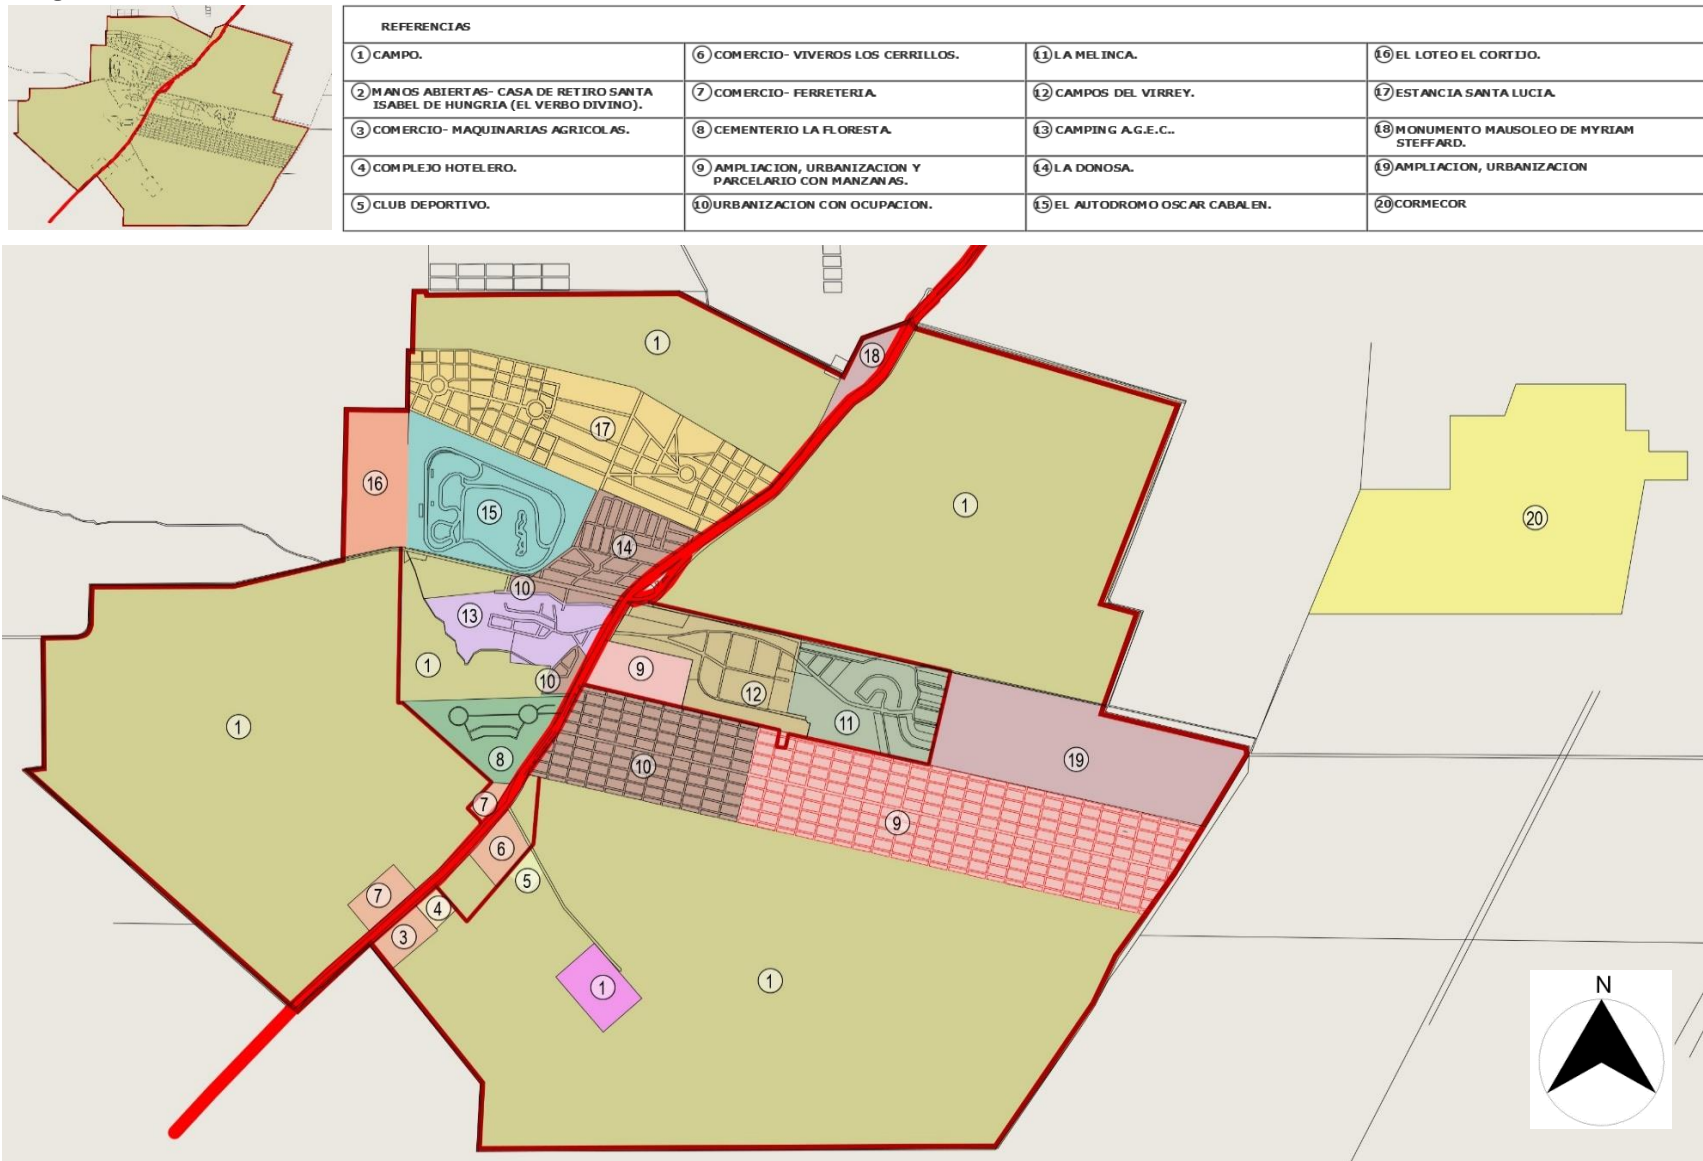 REFERENCIAS
1 CAMPO.
6 COMERCIO- VIVEROS LOS CERRILLOS.
11 LA MELINCA.
16 EL LOTEO EL CORTIJO.
2 MANOS ABIERTAS- CASA DE RETIRO SANTA
ISABEL DE HUNGRIA (EL VERBO DIVINO).
7 COMERCIO- FERRETERIA.
12 CAMPOS DEL VIRREY.
17 ESTANCIA SANTA LUCIA.
3 COMERCIO- MAQUINARIAS AGRICOLAS.
8 CEMENTERIO LA FLORESTA.
13 CAMPING A.G.E.C..
18 MONUMENTO MAUSOLEO DE MYRIAM
STEFFARD.
4 COMPLEJO HOTELERO.
9 AMPLIACION, URBANIZACION Y
PARCELARIO CON MANZANAS.
14 LA DONOSA.
19 AMPLIACION, URBANIZACION
5 CLUB DEPORTIVO.
10 URBANIZACION CON OCUPACION.
15 EL AUTODROMO OSCAR CABALEN.
20 CORMECOR
1
18
17
16
15
1
20
14
10
13
1
9
10
12
11
1
8
10
19
7
9
6
5
7
4
3
1
1
N